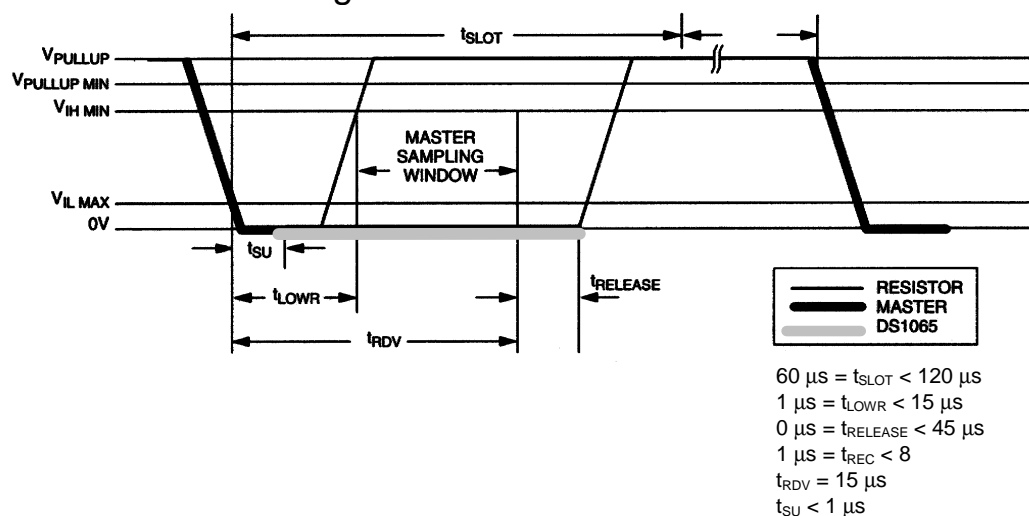 tSLOT
VPULLUP
VPULLUP MIN
VIH MIN
MASTER
SAMPLING
WINDOW
VIL MAX
0V
tSU
tLOWR
tRELEASE
tRDV
RESISTOR
MASTER
DS1065
60 µs = tSLOT < 120 µs
1 µs = tLOWR < 15 µs
0 µs = tRELEASE < 45 µs
1 µs = tREC < 8
tRDV = 15 µs
tSU < 1 µs